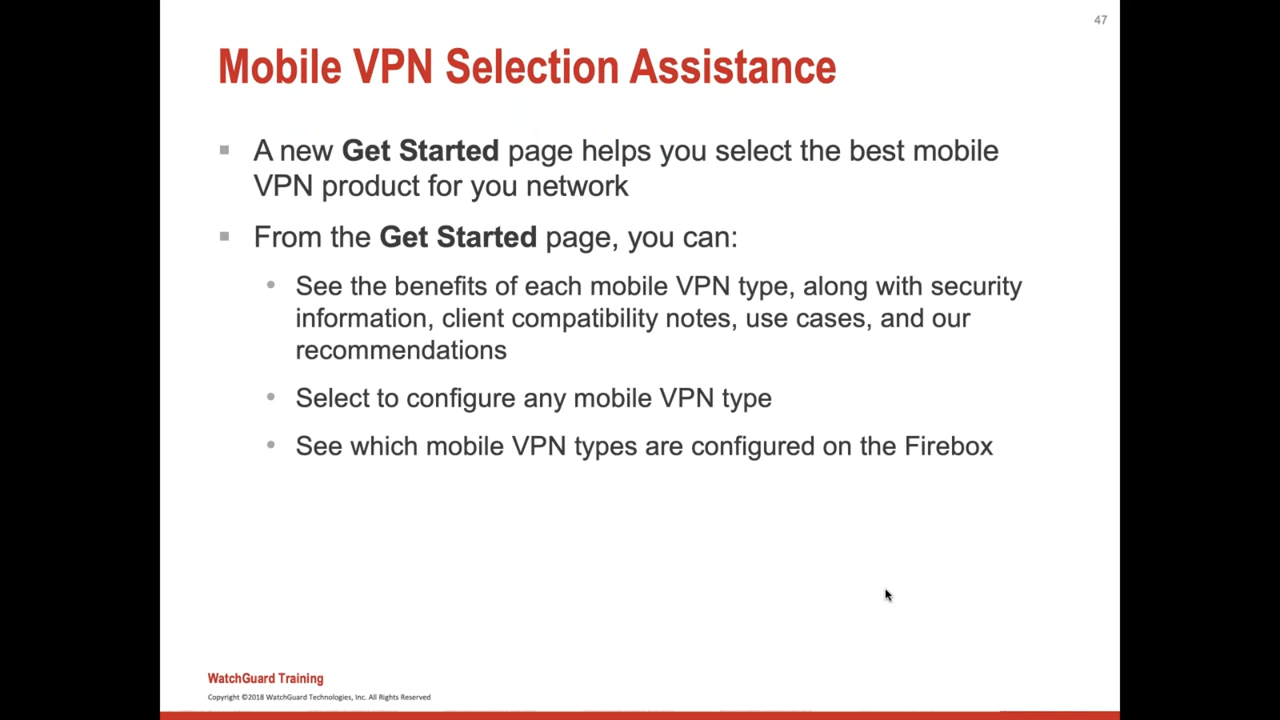 47
Mobile VPN Selection Assistance
▪ A new Get Started page helps you select the best mobile
VPN product for you network
▪ From the Get Started page, you can:
• See the benefits of each mobile VPN type, along with security
information, client compatibility notes, use cases, and our
recommendations
• Select to configure any mobile VPN type
• See which mobile VPN types are configured on the Firebox
WatchGuard Training
Copyright ©2018 WatchGuard Technologies, Inc. All Rights Reserved